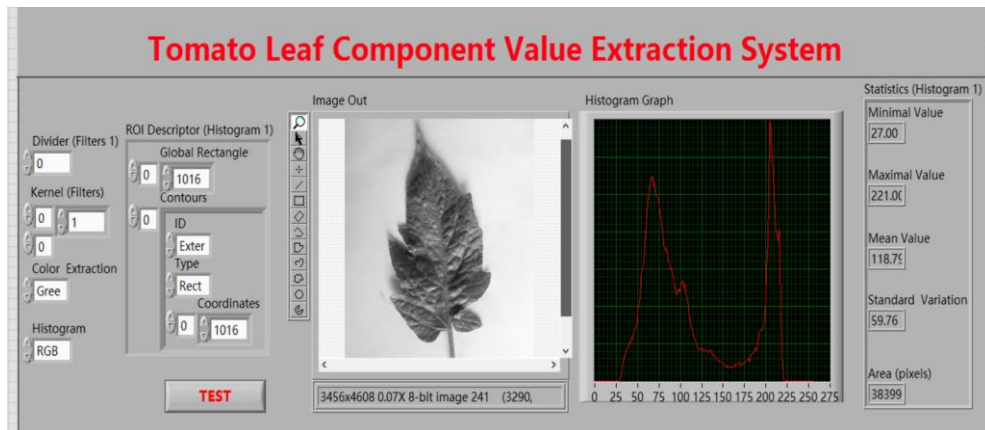 Tomato Leaf Component Value Extraction System
Divider (Filters 1)
0
Kernel (Filters)
0 1
0
Color Extraction
Gree
Histogram
RGB
ROI Descriptor (Histogram 1)
Global Rectangle
0 1016
Contours
0
ID
Exter
Type
Rect
Coordinates
0 1016
TEST
Image Out
3456x4608 0.07X 8-bit image 241 (3290,
Histogram Graph
0 25 50 75 100 125 150 175 200 225 250 275
Statistics (Histogram 1)
Minimal Value
27.00
Maximal Value
221.0(
Mean Value
118.79
Standard Variation
59.76
Area (pixels)
38399